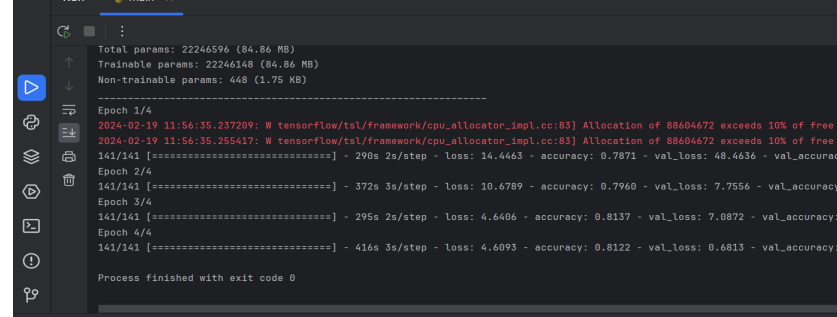 Total params: 22246596 (84.86 MB)
Trainable params: 22246148 (84.86 MB)
Non-trainable params: 448 (1.75 KB)
_________________________________________________________________
Epoch 1/4
2024-02-19 11:56:35.237209: W tensorflow/tsl/framework/cpu_allocator_impl.cc:83] Allocation of 88604672 exceeds 10% of free
2024-02-19 11:56:35.255417: W tensorflow/tsl/framework/cpu_allocator_impl.cc:83] Allocation of 88604672 exceeds 10% of free
141/141 [==============================] - 290s 2s/step - loss: 14.4463 - accuracy: 0.7871 - val_loss: 48.4636 - val_accurac
Epoch 2/4
141/141 [==============================] - 372s 3s/step - loss: 10.6789 - accuracy: 0.7960 - val_loss: 7.7556 - val_accuracy
Epoch 3/4
141/141 [==============================] - 295s 2s/step - loss: 4.6406 - accuracy: 0.8137 - val_loss: 7.0872 - val_accuracy:
Epoch 4/4
141/141 [==============================] - 416s 3s/step - loss: 4.6093 - accuracy: 0.8122 - val_loss: 0.6813 - val_accuracy:
Process finished with exit code 0